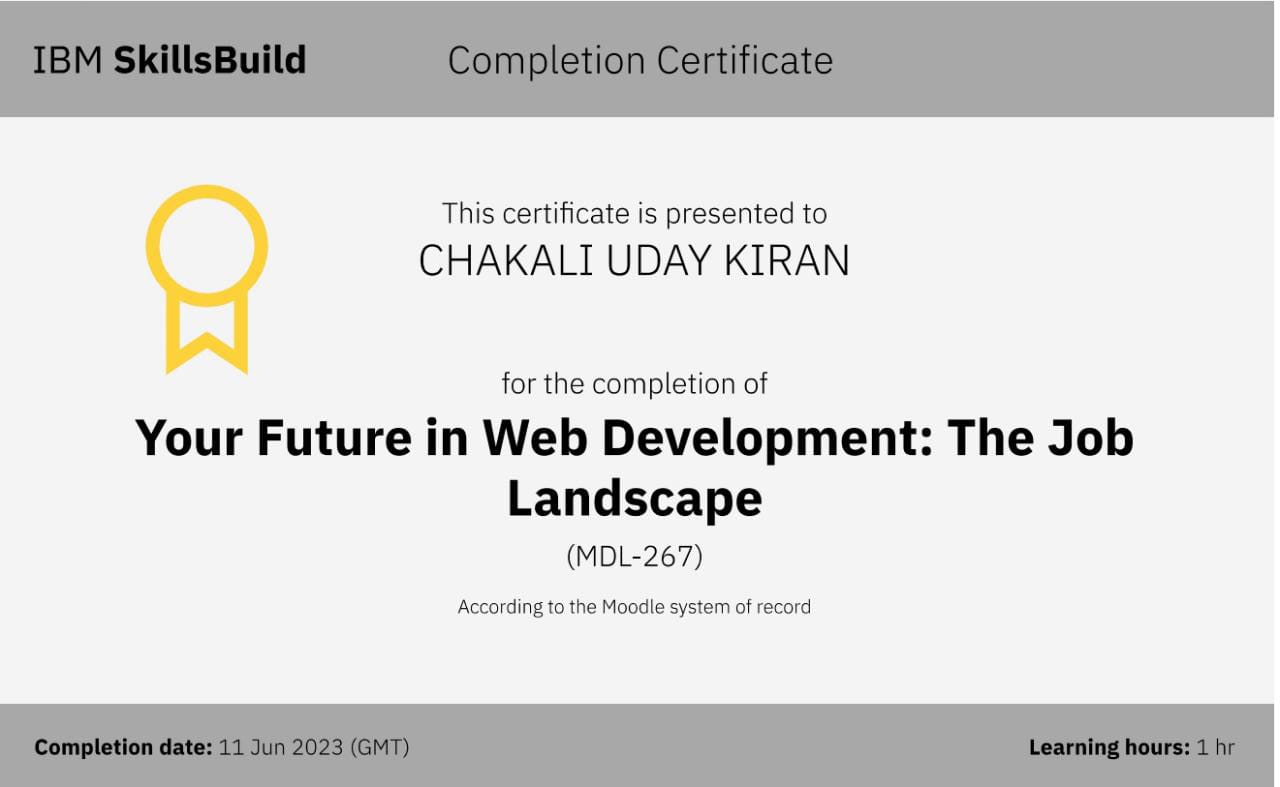 IBM SkillsBuild
Completion Certificate
This certificate is presented to
CHAKALI UDAY KIRAN
for the completion of
Your Future in Web Development: The Job
Landscape
(MDL-267)
According to the Moodle system of record
Completion date: 11 Jun 2023 (GMT)
Learning hours: 1 hr